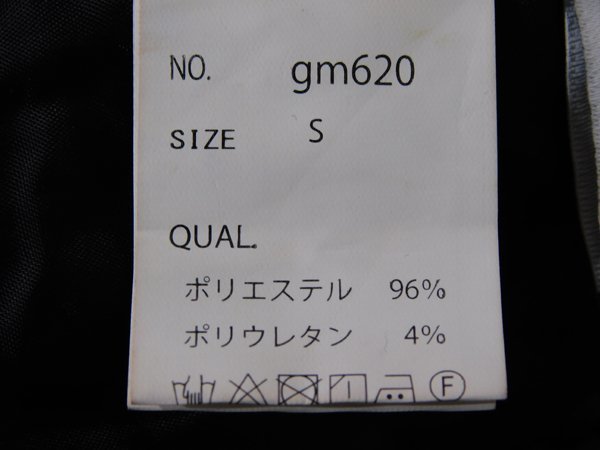 NO. gm620
SIZE S
QUAL.
ポリエステル 96%
ポリウレタン 4%
F